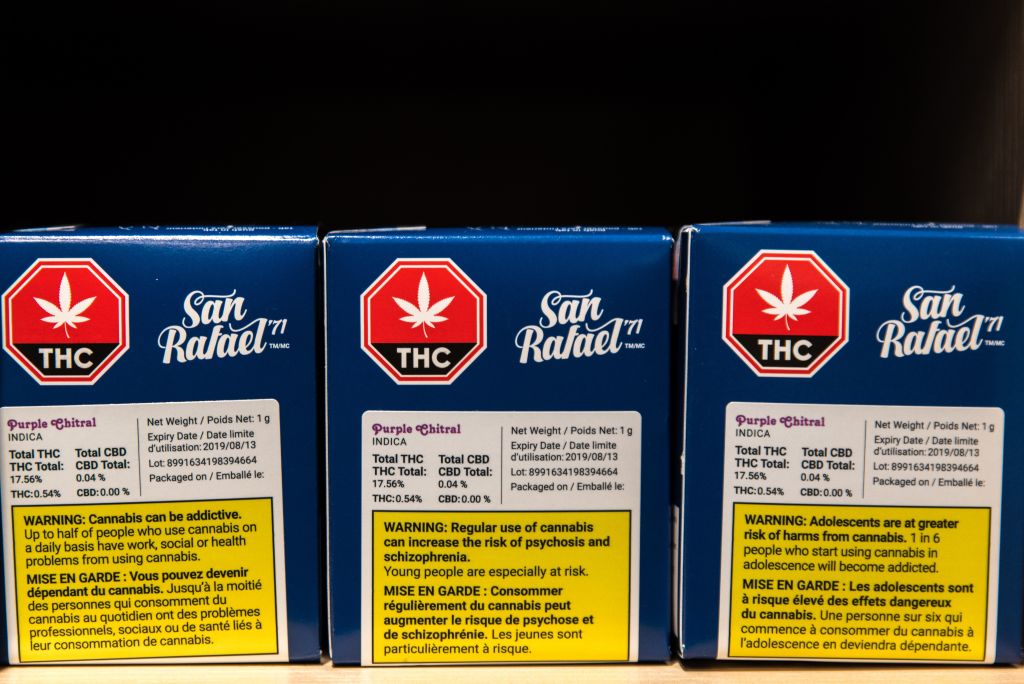 THC
San
Rafael '71
TM/MC
Purple Chitral
INDICA
Total THC
THC Total:
17.56%
THC:0.54%
Total CBD
CBD Total:
0.04 %
CBD:0.00 %
Net Weight / Poids Net: 1 g
Expiry Date / Date limite
d'utilisation:2019/08/13
Lot: 8991634198394664
Packaged on / Emballé le:
WARNING: Cannabis can be addictive.
Up to half of people who use cannabis on
a daily basis have work, social or health
problems from using cannabis.
MISE EN GARDE : Vous pouvez devenir
dépendant du cannabis. Jusqu'à la moitié
des personnes qui consomment du
cannabis au quotidien ont des problèmes
professionnels, sociaux ou de santé liés à
leur consommation de cannabis.
THC
San
Rafael '71
TM/MC
Purple Chitral
INDICA
Total THC
THC Total:
17.56%
THC:0.54%
Total CBD
CBD Total:
0.04 %
CBD:0.00 %
Net Weight / Poids Net: 1 g
Expiry Date / Date limite
d'utilisation:2019/08/13
Lot: 8991634198394664
Packaged on / Emballé le:
WARNING: Regular use of cannabis
can increase the risk of psychosis and
schizophrenia.
Young people are especially at risk.
MISE EN GARDE : Consommer
régulièrement du cannabis peut
augmenter le risque de psychose et
de schizophrénie. Les jeunes sont
particulièrement à risque.
THC
San
Rafael '71
TM/MC
Purple Chitral
INDICA
Total THC
THC Total:
17.56%
THC:0.54%
Total CBD
CBD Total:
0.04 %
CBD:0.00 %
Net Weight / Poids Net: 1 g
Expiry Date / Date limite
d'utilisation:2019/08/13
Lot: 8991634198394664
Packaged on / Emballé le:
WARNING: Adolescents are at greater
risk of harms from cannabis. 1 in 6
people who start using cannabis in
adolescence will become addicted.
MISE EN GARDE : Les adolescents sont
à risque élevé des effets dangereux
du cannabis. Une personne sur six qui
commence à consommer du cannabis à
l'adolescence en deviendra dépendante.